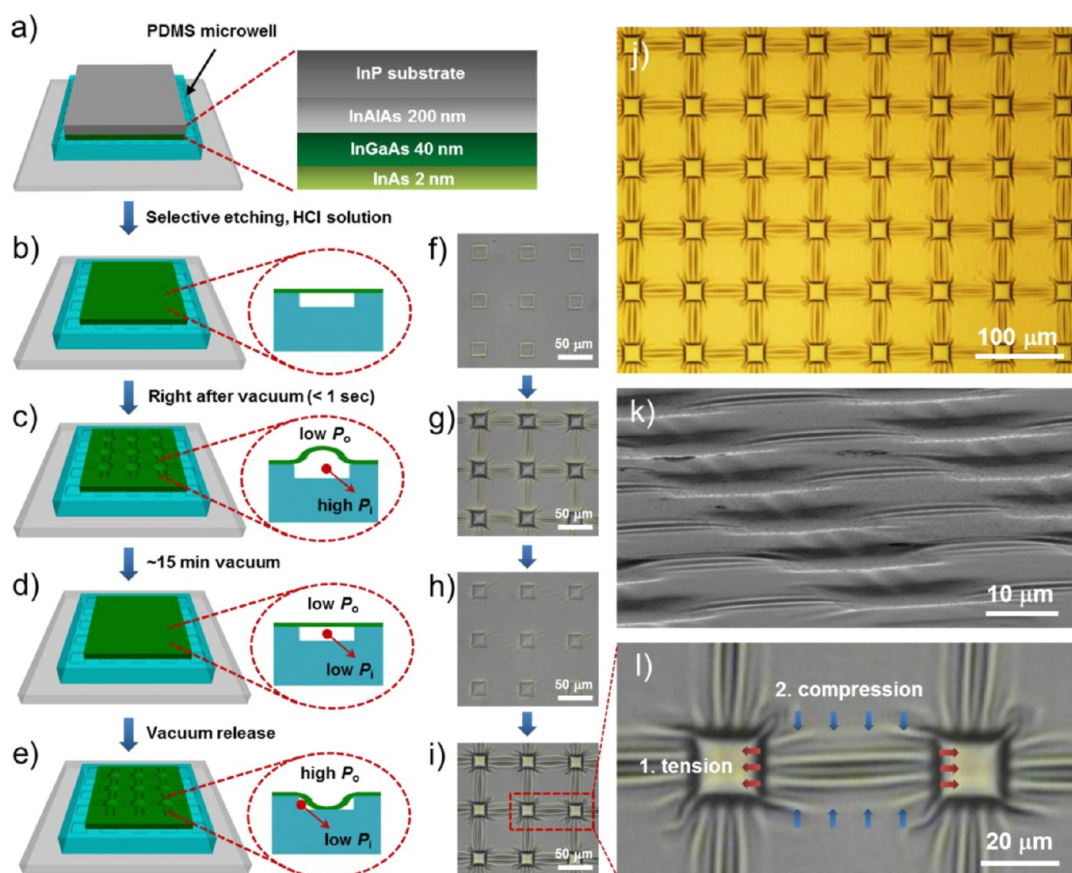 a)
PDMS microwell
InP substrate
InAlAs 200 nm
InGaAs 40 nm
InAs 2 nm
Selective etching, HCl solution
b)
f)
50 μm
Right after vacuum (< 1 sec)
c)
low Po
high Pi
g)
50 μm
~15 min vacuum
d)
low Po
low Pi
h)
50 μm
Vacuum release
e)
high Po
low Pi
i)
50 μm
j)
100 μm
k)
10 μm
l)
2. compression
1. tension
20 μm